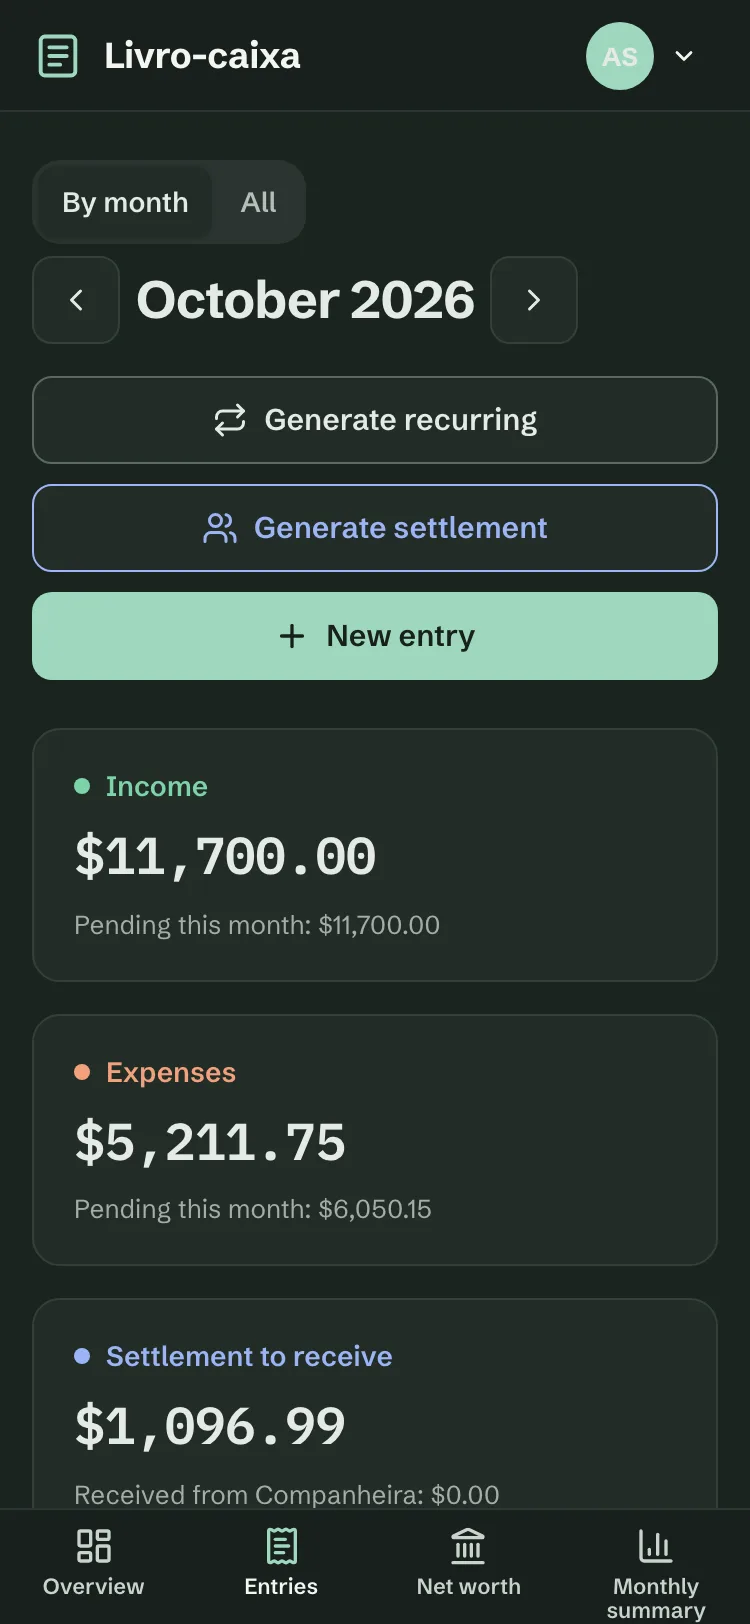 Livro-caixa
AS
By month
All
October 2026
Generate recurring
Generate settlement
New entry
Income
$11,700.00
Pending this month: $11,700.00
Expenses
$5,211.75
Pending this month: $6,050.15
Settlement to receive
$1,096.99
Received from Companheira: $0.00
Overview
Entries
Net worth
Monthly
summary